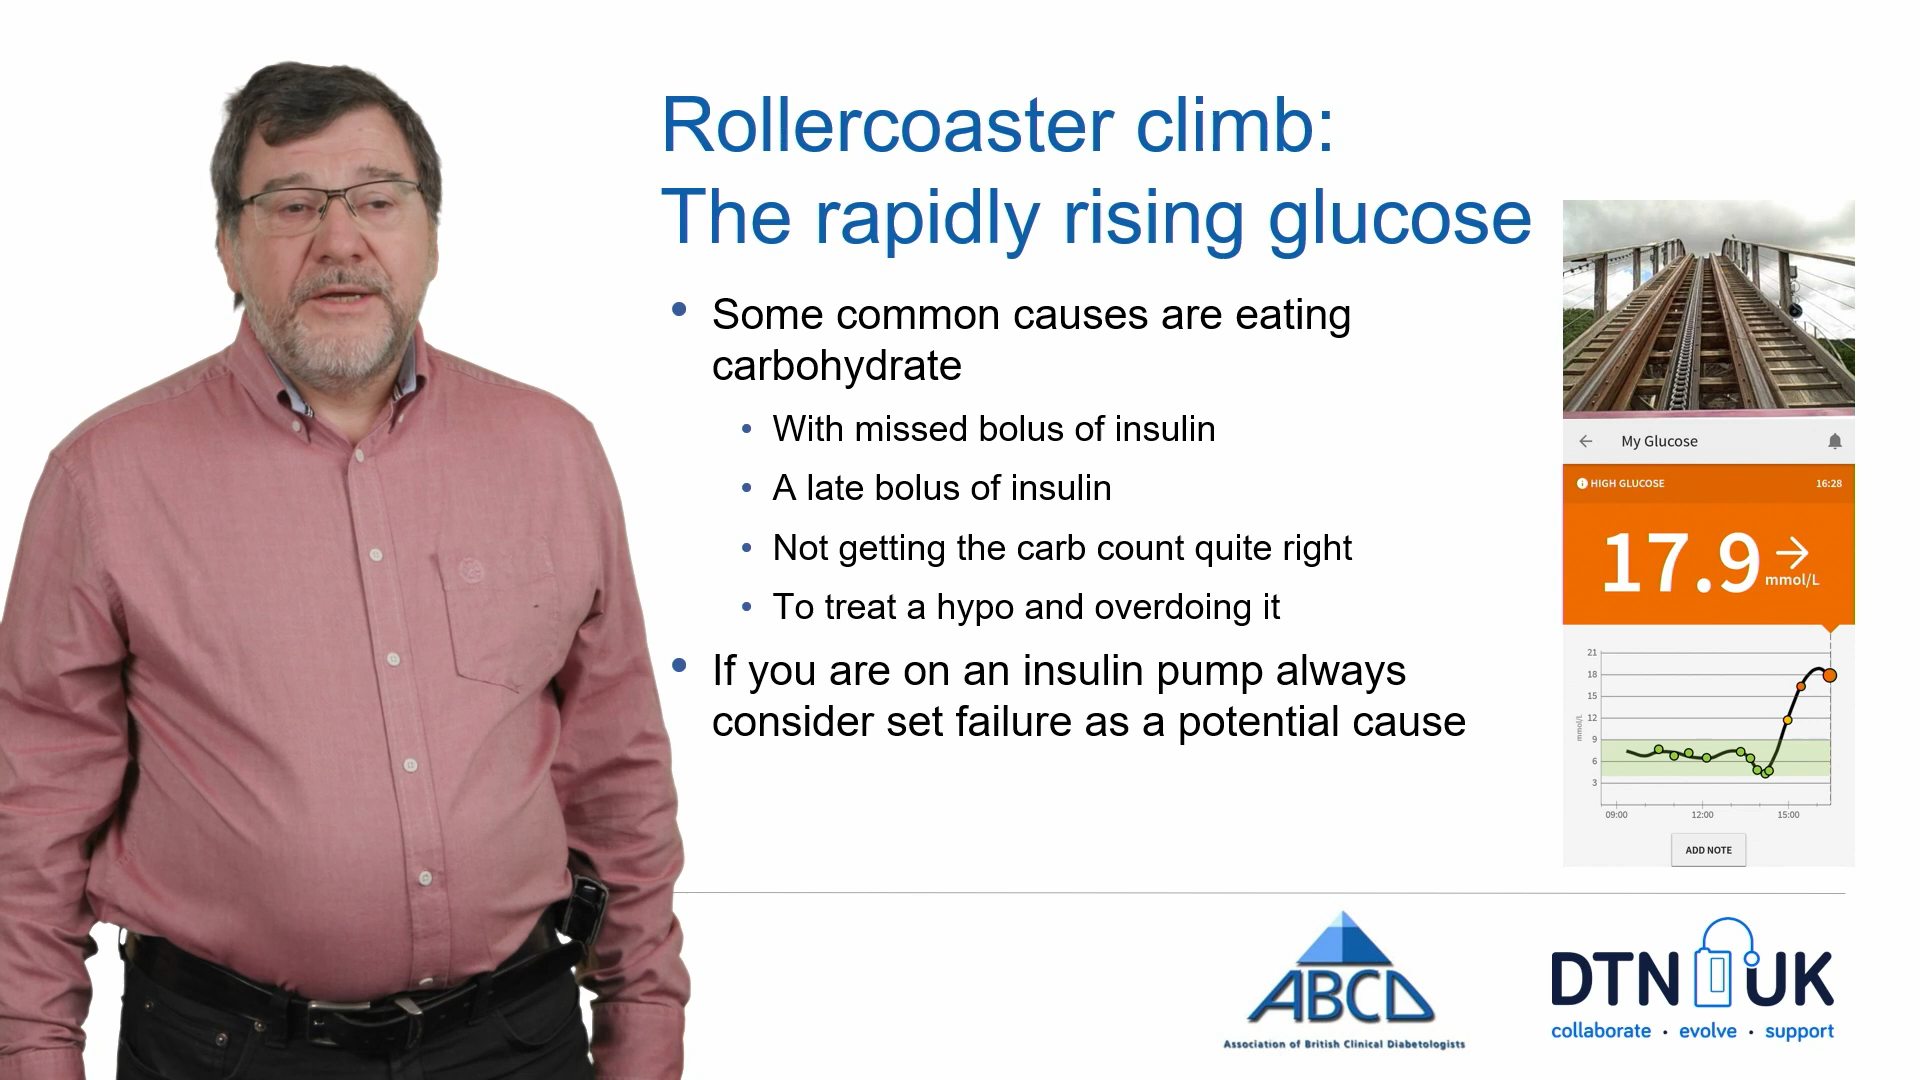 Rollercoaster climb:
The rapidly rising glucose
• Some common causes are eating
carbohydrate
• With missed bolus of insulin
• A late bolus of insulin
• Not getting the carb count quite right
• To treat a hypo and overdoing it
• If you are on an insulin pump always
consider set failure as a potential cause
My Glucose
HIGH GLUCOSE 16:28
17.9
mmol/L
21
18
15
12
9
6
3
mmol/L
09:00 12:00 15:00
ADD NOTE
ABCD
Association of British Clinical Diabetologists
DTN UK
collaborate • evolve • support